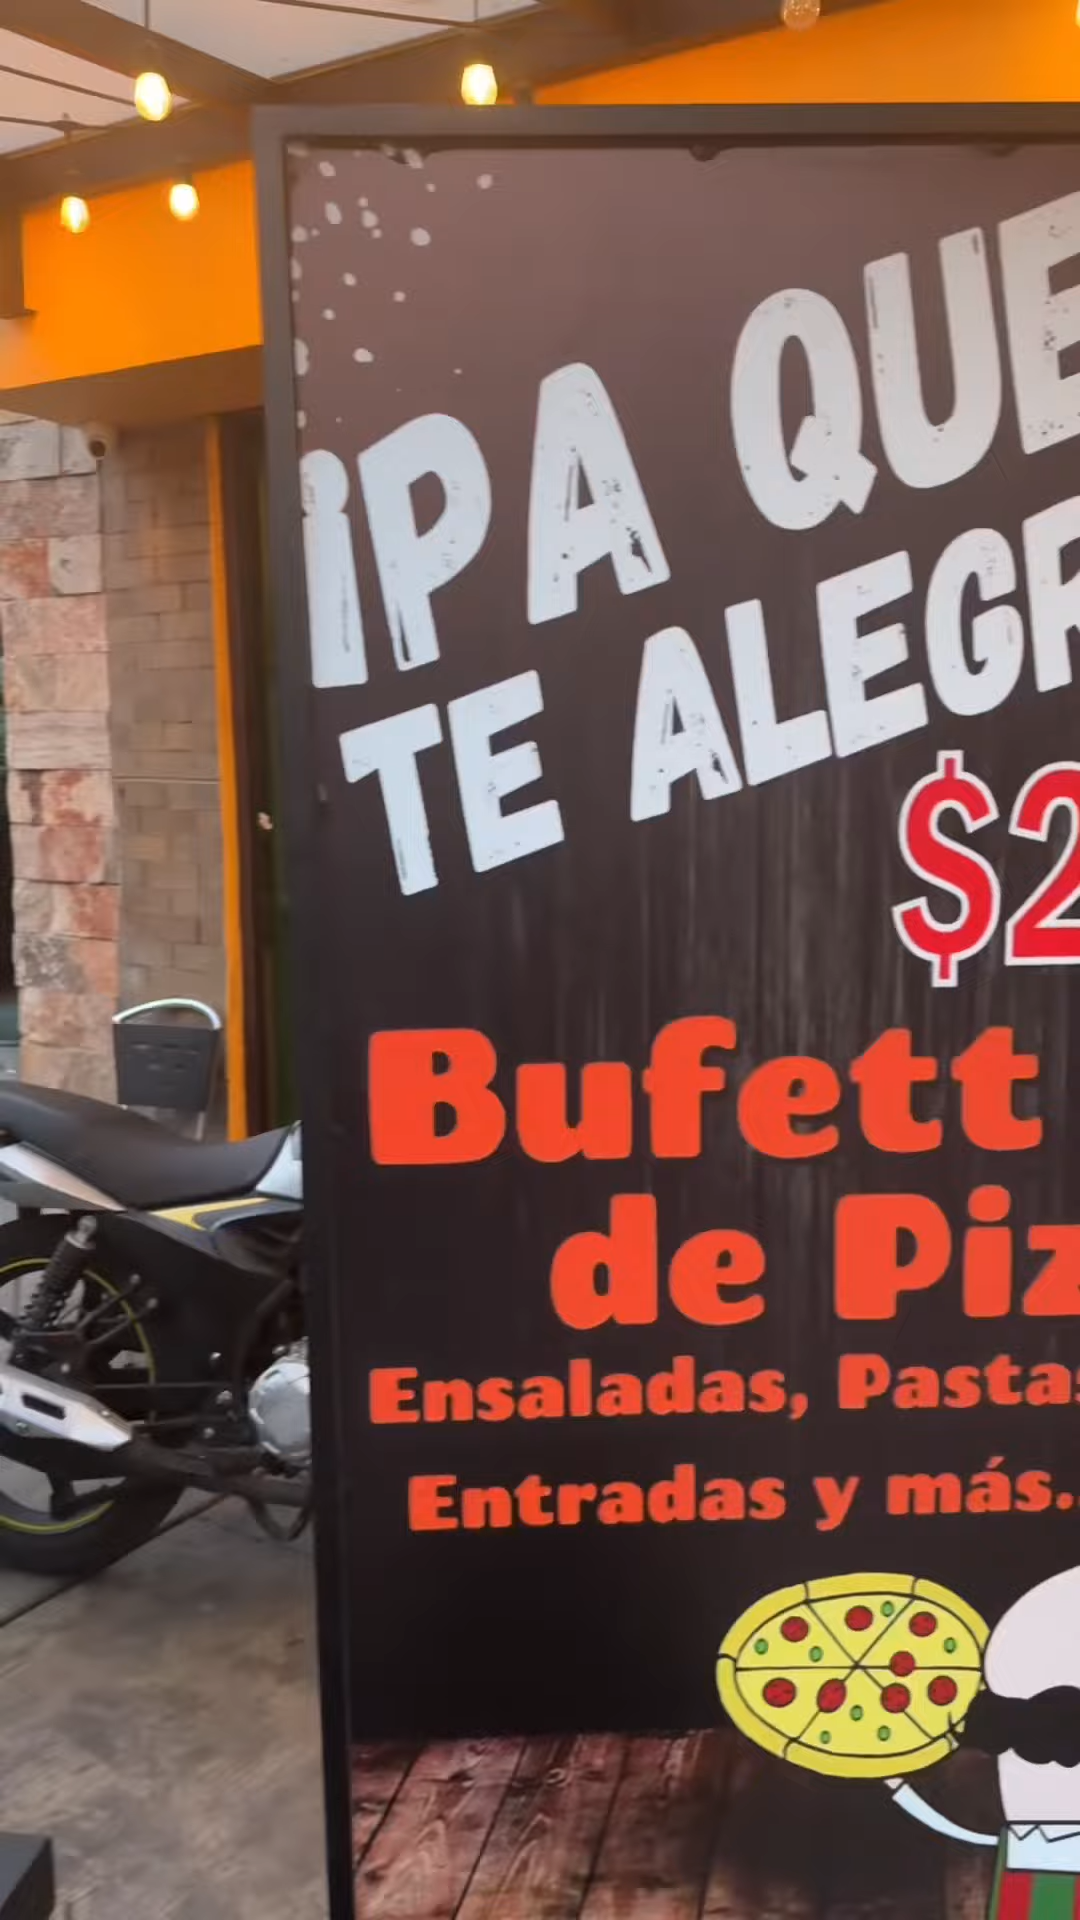 ¡PA QUE
TE ALEGR
$2
Bufett
de Piz
Ensaladas, Pastas
Entradas y más..